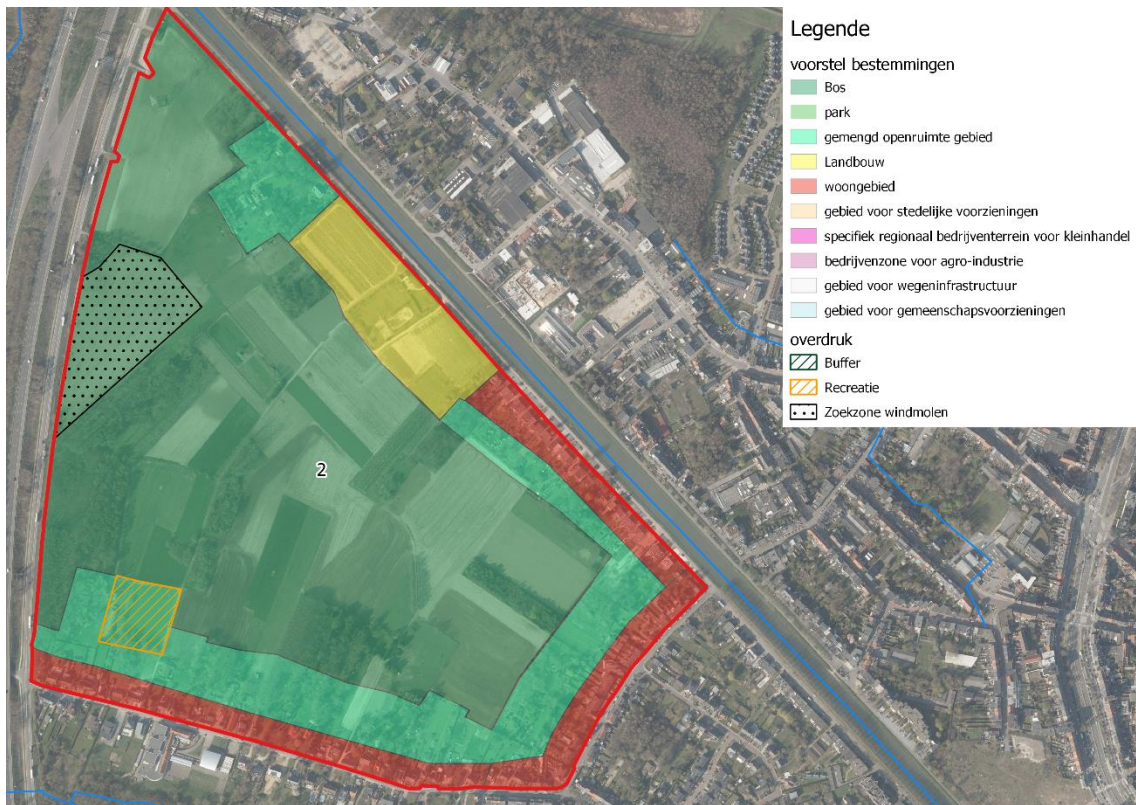 Legende
voorstel bestemmingen
Bos
park
gemengd openruimte gebied
Landbouw
woongebied
gebied voor stedelijke voorzieningen
specifiek regionaal bedrijventerrein voor kleinhandel
bedrijvenzone voor agro-industrie
gebied voor wegeninfrastructuur
gebied voor gemeenschapsvoorzieningen
overdruk
Buffer
Recreatie
Zoekzone windmolen
2